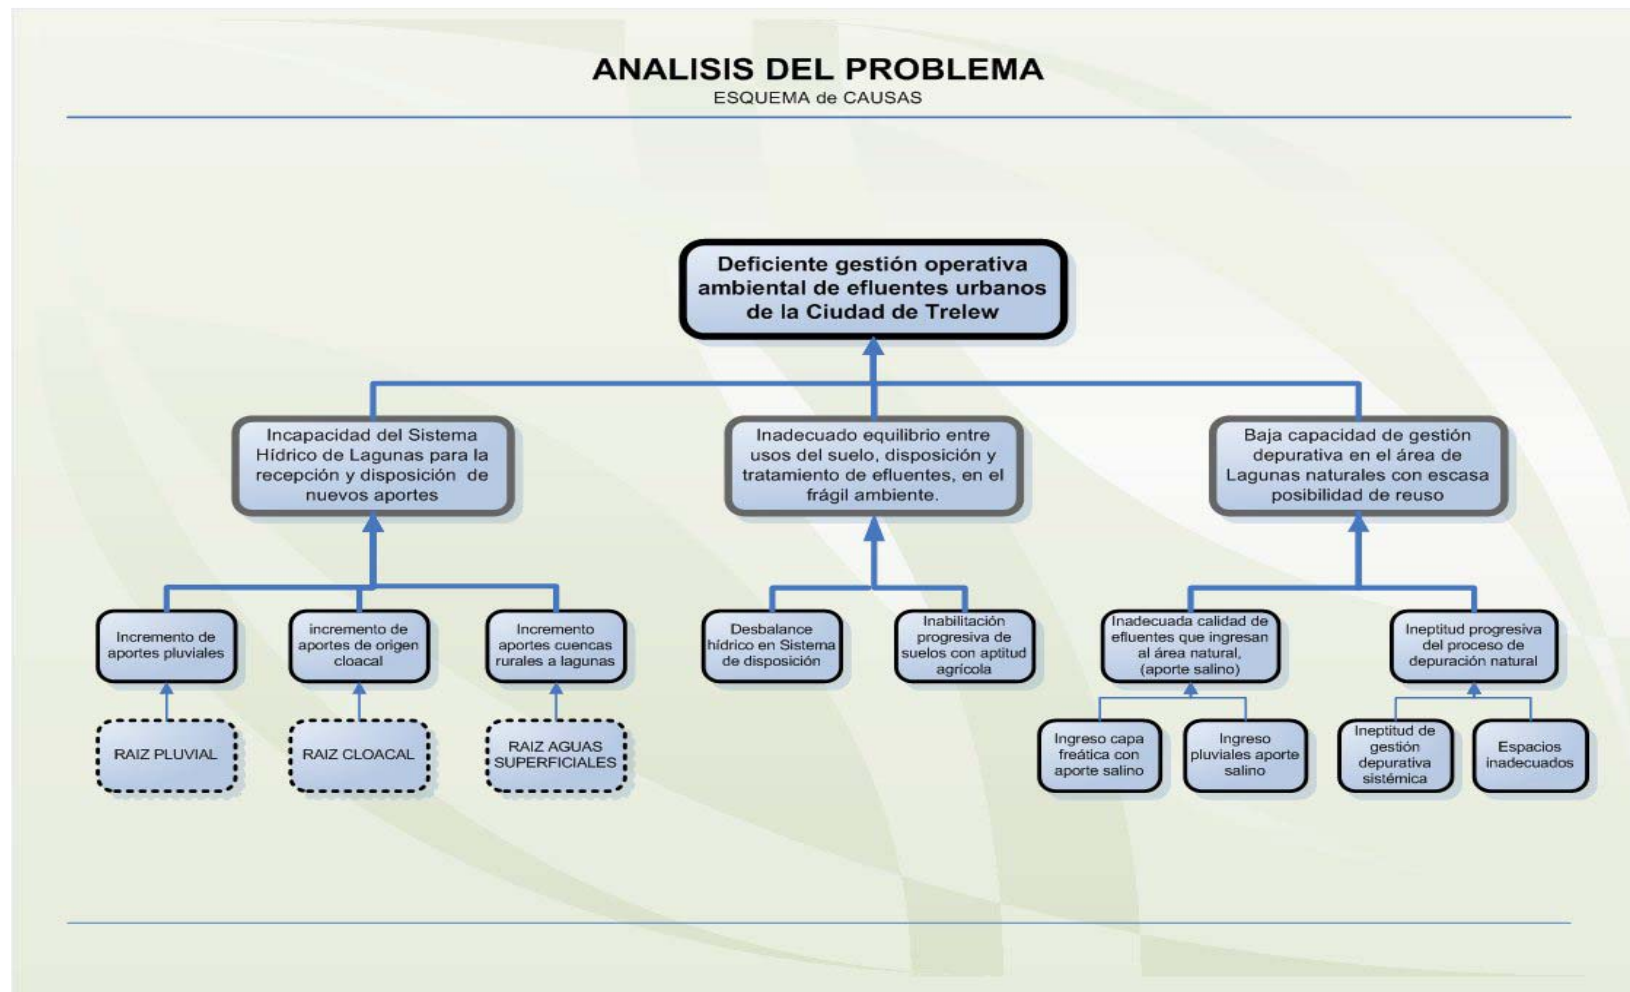 ANALISIS DEL PROBLEMA
ESQUEMA de CAUSAS
Deficiente gestión operativa
ambiental de efluentes urbanos
de la Ciudad de Trelew
Incapacidad del Sistema
Hídrico de Lagunas para la
recepción y disposición de
nuevos aportes
Inadecuado equilibrio entre
usos del suelo, disposición y
tratamiento de efluentes, en el
frágil ambiente.
Baja capacidad de gestión
depurativa en el área de
Lagunas naturales con escasa
posibilidad de reuso
Incremento de
aportes pluviales
incremento de
aportes de origen
cloacal
Incremento
aportes cuencas
rurales a lagunas
Desbalance
hídrico en Sistema
de disposición
Inabilitación
progresiva de
suelos con aptitud
agrícola
Inadecuada calidad de
efluentes que ingresan
al área natural,
(aporte salino)
Ineptitud progresiva
del proceso de
depuración natural
RAIZ PLUVIAL
RAIZ CLOACAL
RAIZ AGUAS
SUPERFICIALES
Ingreso capa
freática con
aporte salino
Ingreso
pluviales aporte
salino
Ineptitud de
gestión
depurativa
sistémica
Espacios
inadecuados